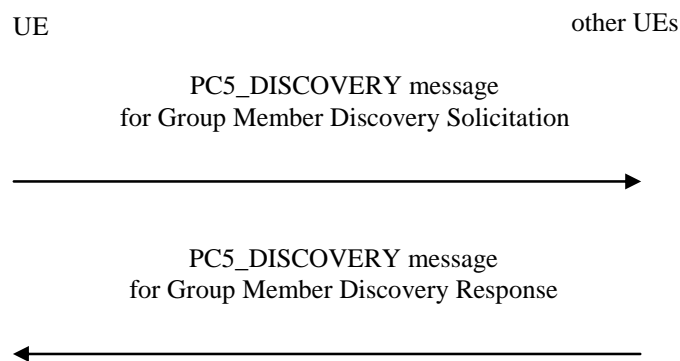 UE
other UEs
PC5_DISCOVERY message
for Group Member Discovery Solicitation
PC5_DISCOVERY message
for Group Member Discovery Response